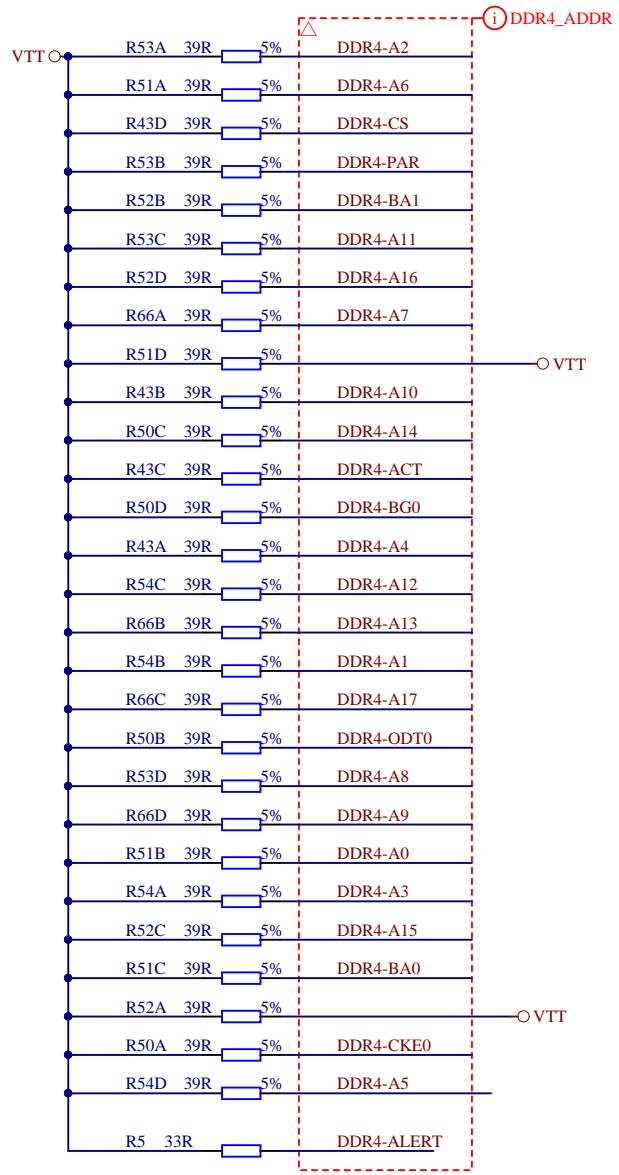 i DDR4_ADDR
VTT R53A 39R 5% DDR4-A2
R51A 39R 5% DDR4-A6
R43D 39R 5% DDR4-CS
R53B 39R 5% DDR4-PAR
R52B 39R 5% DDR4-BA1
R53C 39R 5% DDR4-A11
R52D 39R 5% DDR4-A16
R66A 39R 5% DDR4-A7
R51D 39R 5% VTT
R43B 39R 5% DDR4-A10
R50C 39R 5% DDR4-A14
R43C 39R 5% DDR4-ACT
R50D 39R 5% DDR4-BG0
R43A 39R 5% DDR4-A4
R54C 39R 5% DDR4-A12
R66B 39R 5% DDR4-A13
R54B 39R 5% DDR4-A1
R66C 39R 5% DDR4-A17
R50B 39R 5% DDR4-ODT0
R53D 39R 5% DDR4-A8
R66D 39R 5% DDR4-A9
R51B 39R 5% DDR4-A0
R54A 39R 5% DDR4-A3
R52C 39R 5% DDR4-A15
R51C 39R 5% DDR4-BA0
R52A 39R 5% VTT
R50A 39R 5% DDR4-CKE0
R54D 39R 5% DDR4-A5
R5 33R DDR4-ALERT